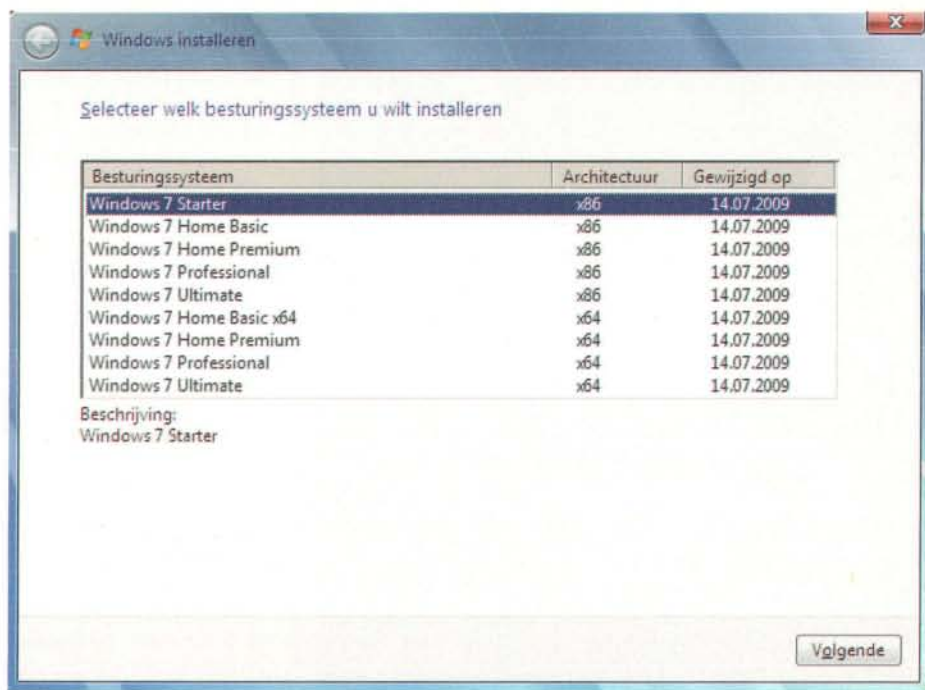 X
Windows installeren
Selecteer welk besturingssysteem u wilt installeren
Besturingssysteem Architectuur Gewijzigd op
Windows 7 Starter x86 14.07.2009
Windows 7 Home Basic x86 14.07.2009
Windows 7 Home Premium x86 14.07.2009
Windows 7 Professional x86 14.07.2009
Windows 7 Ultimate x86 14.07.2009
Windows 7 Home Basic x64 x64 14.07.2009
Windows 7 Home Premium x64 14.07.2009
Windows 7 Professional x64 14.07.2009
Windows 7 Ultimate x64 14.07.2009
Beschrijving:
Windows 7 Starter
Volgende